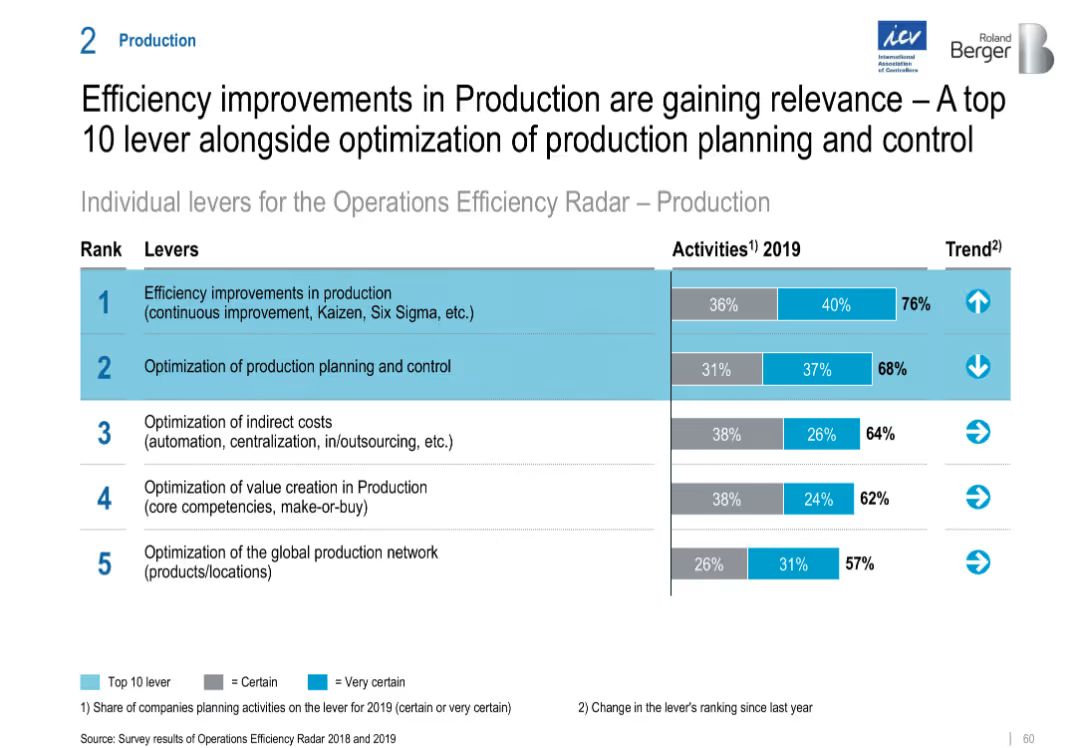 2 Production
icv
International
Association
of Controllers
Roland
Berger
Efficiency improvements in Production are gaining relevance – A top
10 lever alongside optimization of production planning and control
Individual levers for the Operations Efficiency Radar – Production
Rank Levers Activities1) 2019 Trend2)
1 Efficiency improvements in production
(continuous improvement, Kaizen, Six Sigma, etc.)
36% 40% 76%
2 Optimization of production planning and control
31% 37% 68%
3 Optimization of indirect costs
(automation, centralization, in/outsourcing, etc.)
38% 26% 64%
4 Optimization of value creation in Production
(core competencies, make-or-buy)
38% 24% 62%
5 Optimization of the global production network
(products/locations)
26% 31% 57%
Top 10 lever = Certain = Very certain
1) Share of companies planning activities on the lever for 2019 (certain or very certain) 2) Change in the lever's ranking since last year
Source: Survey results of Operations Efficiency Radar 2018 and 2019
60